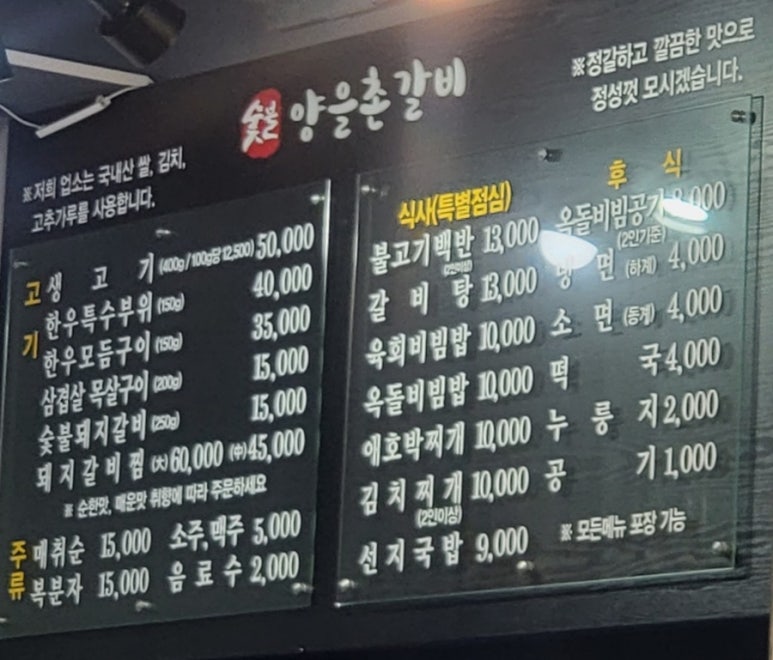 ※정갈하고 깔끔한 맛으로
정성껏 모시겠습니다.
숯불 양을촌갈비
※저희 업소는 국내산 쌀, 김치,
고추가루를 사용합니다.
고기
생 고 기 (400g/100g당 12,500) 50,000
한우특수부위 (150g) 40,000
한우모듬구이 (150g) 35,000
삼겹살 목살구이 (200g) 15,000
숯불돼지갈비 (250g) 15,000
돼지갈비찜 (大) 60,000 (中) 45,000
※ 순한맛, 매운맛 취향에 따라 주문하세요
주류
매취순 15,000 소주,맥주 5,000
복분자 15,000 음료수 2,000
식사(특별점심)
불고기백반 13,000
(2인이상)
갈 비 탕 13,000
육회비빔밥 10,000
옥돌비빔밥 10,000
애호박찌개 10,000
김치찌개 10,000
(2인이상)
선지국밥 9,000
후 식
옥돌비빔공기 ,000
(2인기준)
냉 면 (하계) 4,000
소 면 (동계) 4,000
떡 국 4,000
누 룽 지 2,000
공 기 1,000
※ 모든메뉴 포장 가능